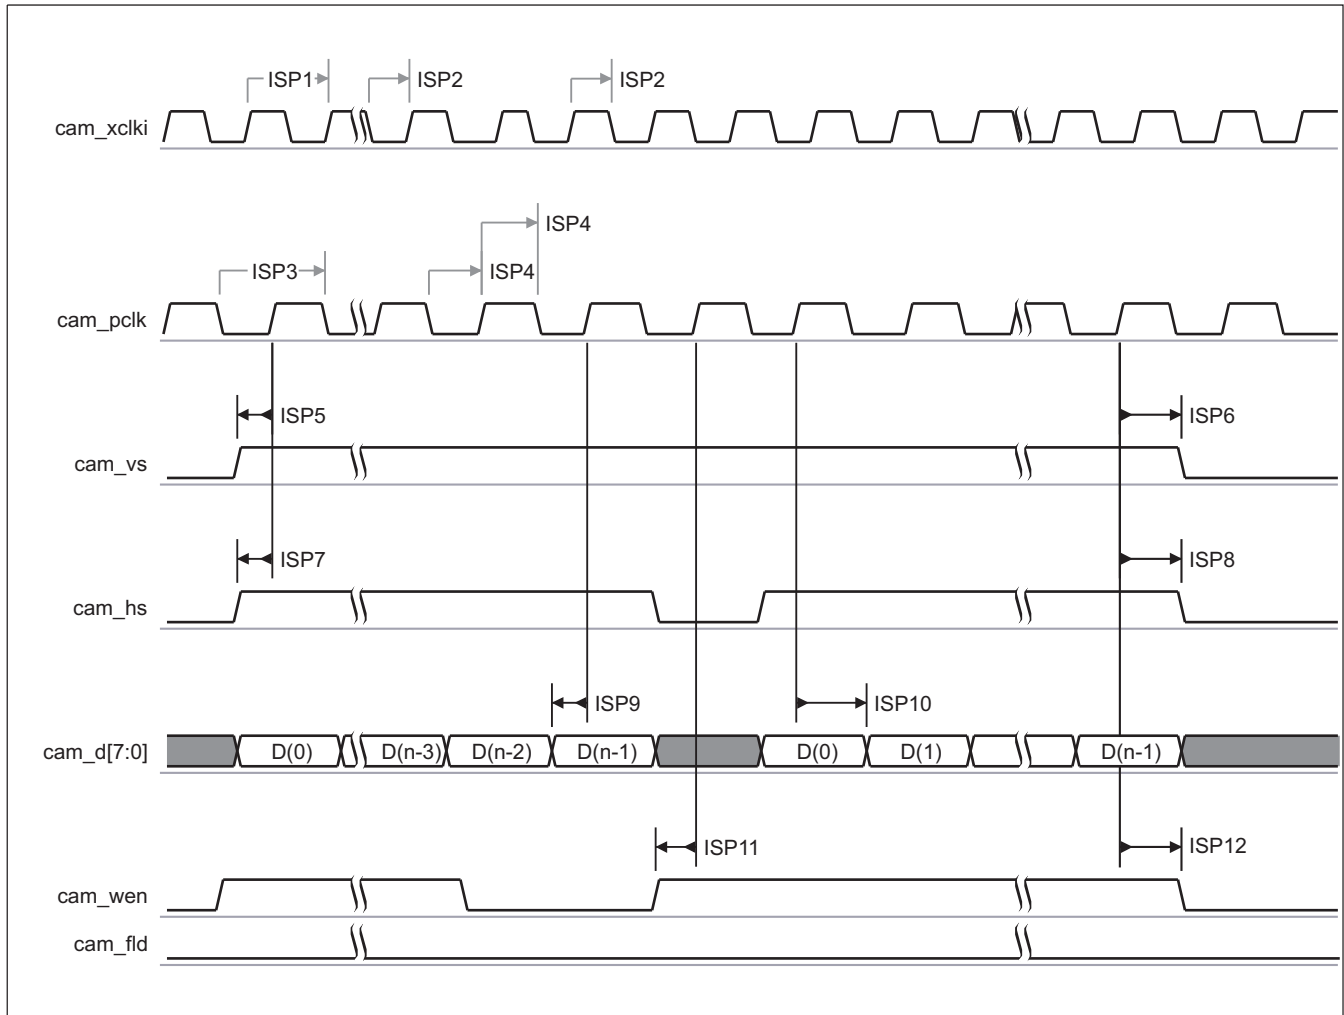 ISP1 ISP2 ISP2
cam_xclki
ISP4
ISP3 ISP4
cam_pclk
ISP5 ISP6
cam_vs
ISP7 ISP8
cam_hs
ISP9 ISP10
cam_d[7:0] D(0) D(n-3) D(n-2) D(n-1) D(0) D(1) D(n-1)
ISP11 ISP12
cam_wen
cam_fld